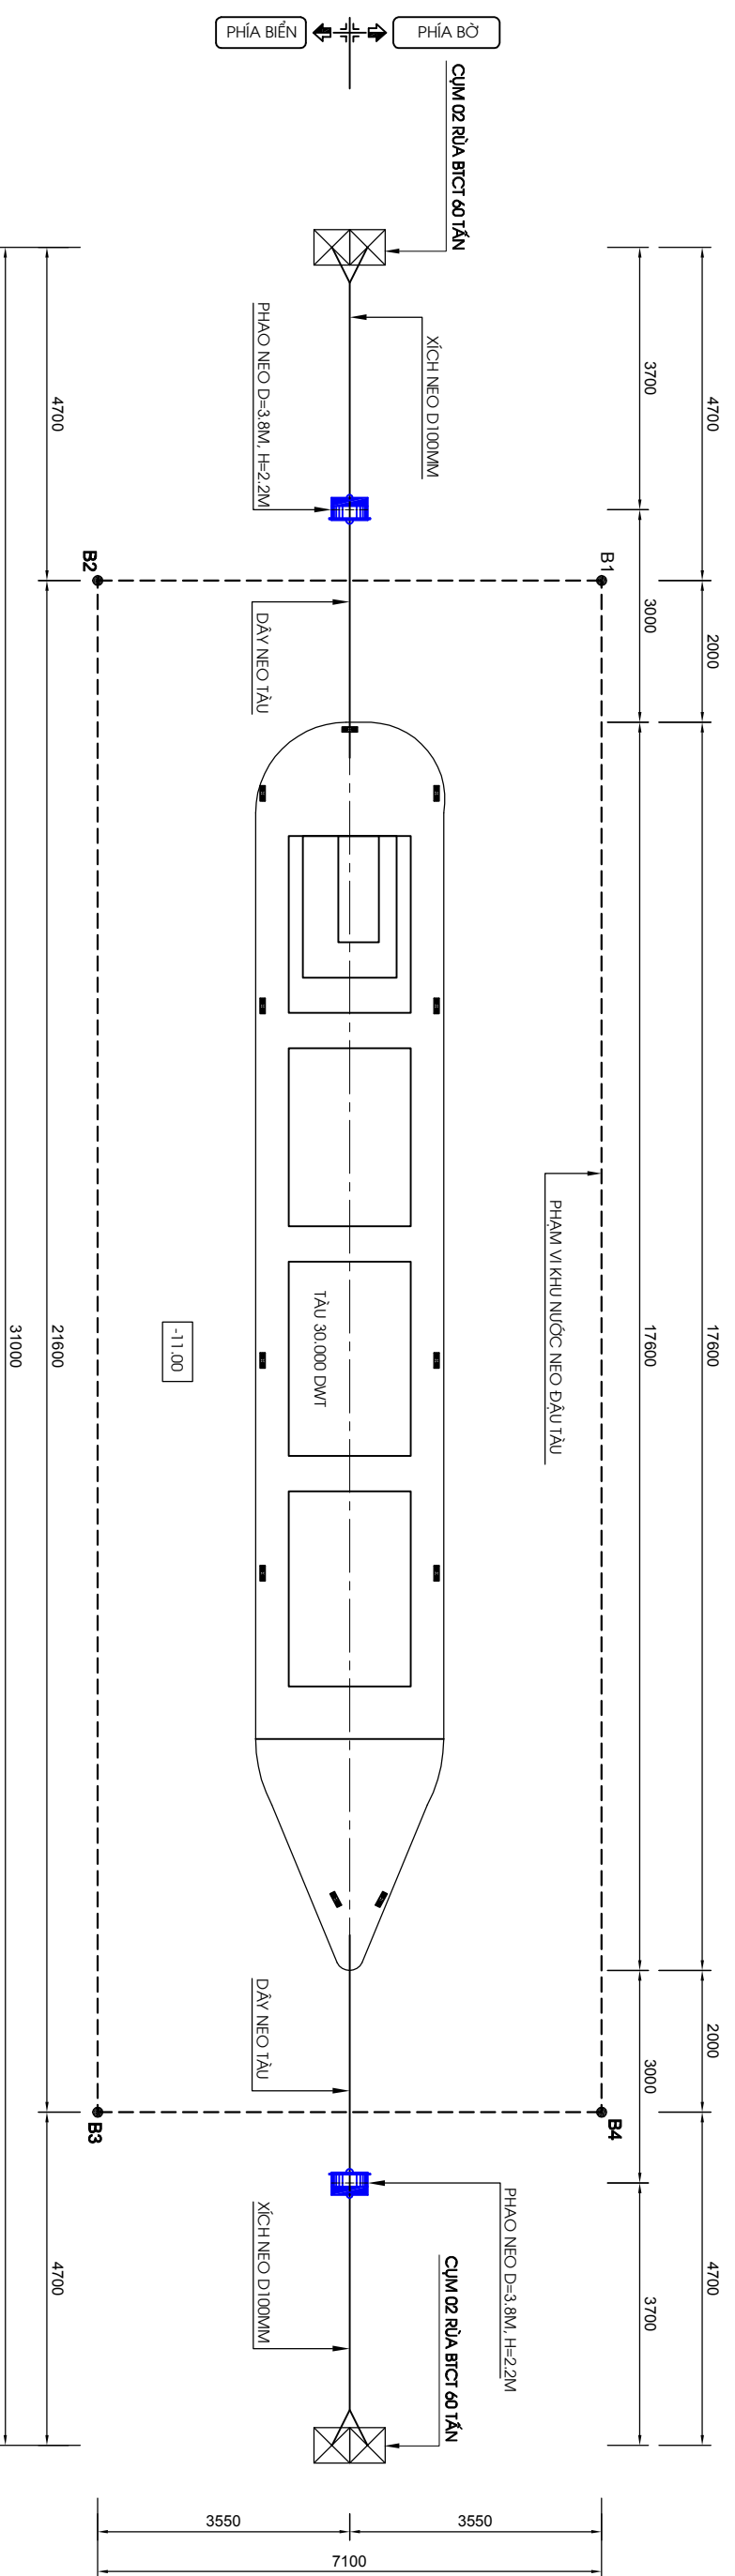 PHÍA BIỂN
PHÍA BỜ
CỤM 02 RÙA BTCT 60 TẤN
XÍCH NEO D100MM
PHAO NEO D=3.8M, H=2.2M
4700
3700
4700
B2
B1
3000
2000
DÂY NEO TÀU
PHẠM VI KHU NƯỚC NEO ĐẬU TÀU
TÀU 30.000 DWT
-11.00
31000
21600
17600
17600
DÂY NEO TÀU
2000
3000
B3
B4
PHAO NEO D=3.8M, H=2.2M
XÍCH NEO D100MM
CỤM 02 RÙA BTCT 60 TẤN
4700
3700
4700
3550
3550
7100